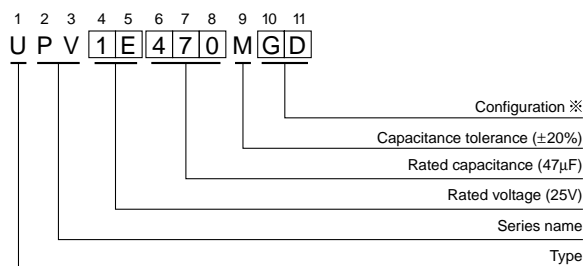 1 2 3 4 5 6 7 8 9 10 11
U P V 1 E 4 7 0 M G D
Configuration ※
Capacitance tolerance (±20%)
Rated capacitance (47µF)
Rated voltage (25V)
Series name
Type